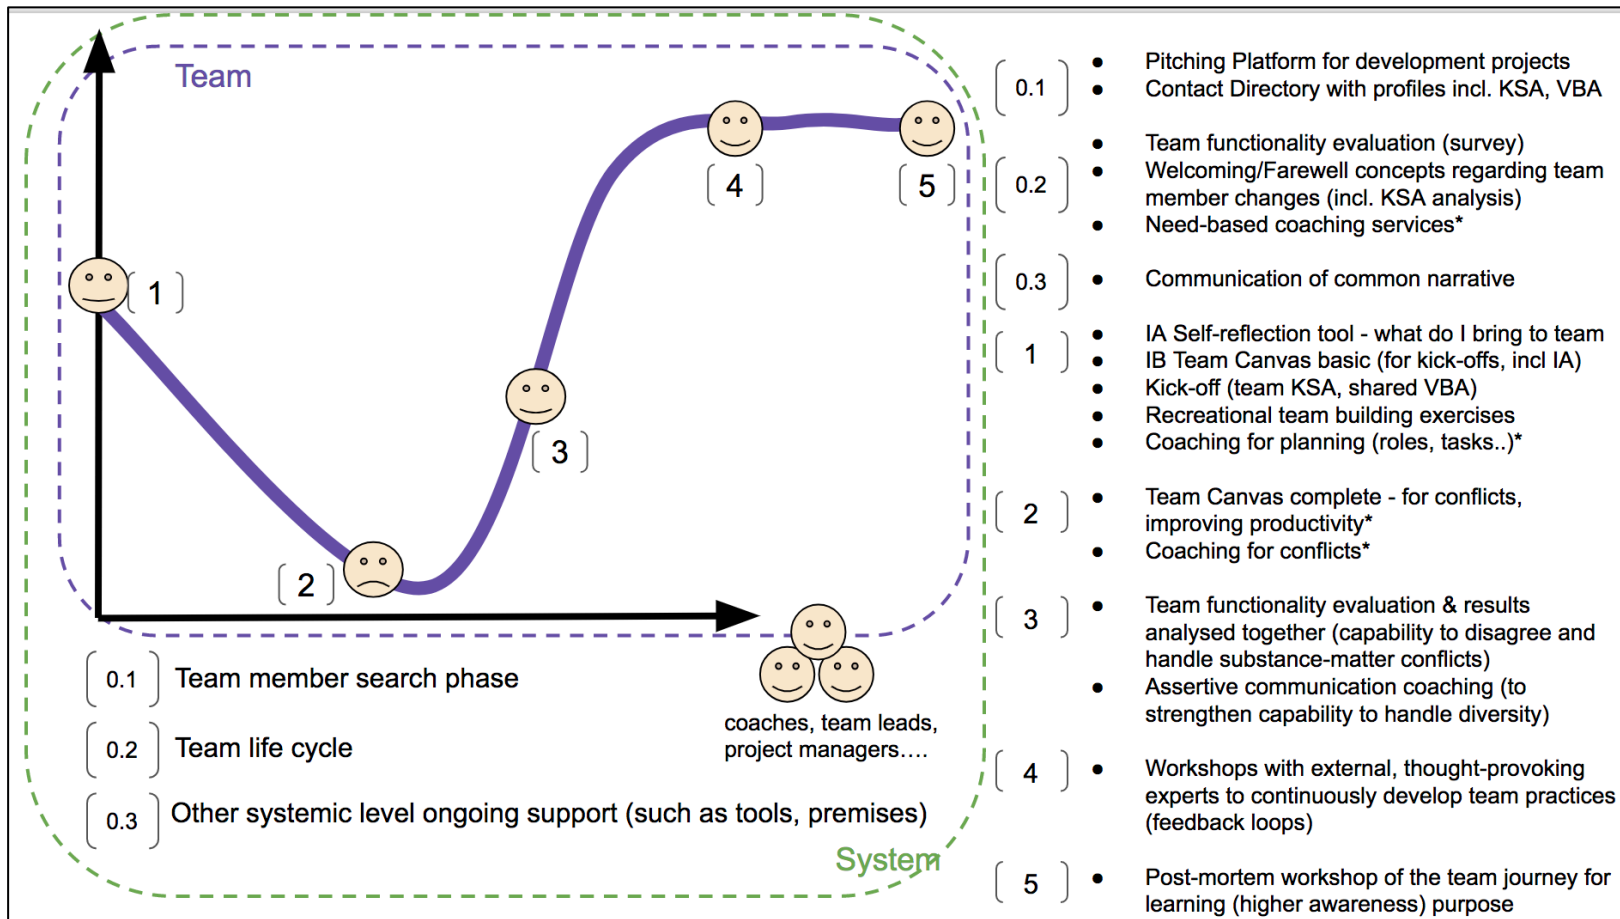 Team
[1]
[2]
[3]
[4]
[5]
coaches, team leads,
project managers....
[0.1] Team member search phase
[0.2] Team life cycle
[0.3] Other systemic level ongoing support (such as tools, premises)
System
[0.1]
● Pitching Platform for development projects
● Contact Directory with profiles incl. KSA, VBA
[0.2]
● Team functionality evaluation (survey)
● Welcoming/Farewell concepts regarding team
member changes (incl. KSA analysis)
● Need-based coaching services*
[0.3]
● Communication of common narrative
[1]
● IA Self-reflection tool - what do I bring to team
● IB Team Canvas basic (for kick-offs, incl IA)
● Kick-off (team KSA, shared VBA)
● Recreational team building exercises
● Coaching for planning (roles, tasks..)*
[2]
● Team Canvas complete - for conflicts,
improving productivity*
● Coaching for conflicts*
[3]
● Team functionality evaluation & results
analysed together (capability to disagree and
handle substance-matter conflicts)
● Assertive communication coaching (to
strengthen capability to handle diversity)
[4]
● Workshops with external, thought-provoking
experts to continuously develop team practices
(feedback loops)
[5]
● Post-mortem workshop of the team journey for
learning (higher awareness) purpose